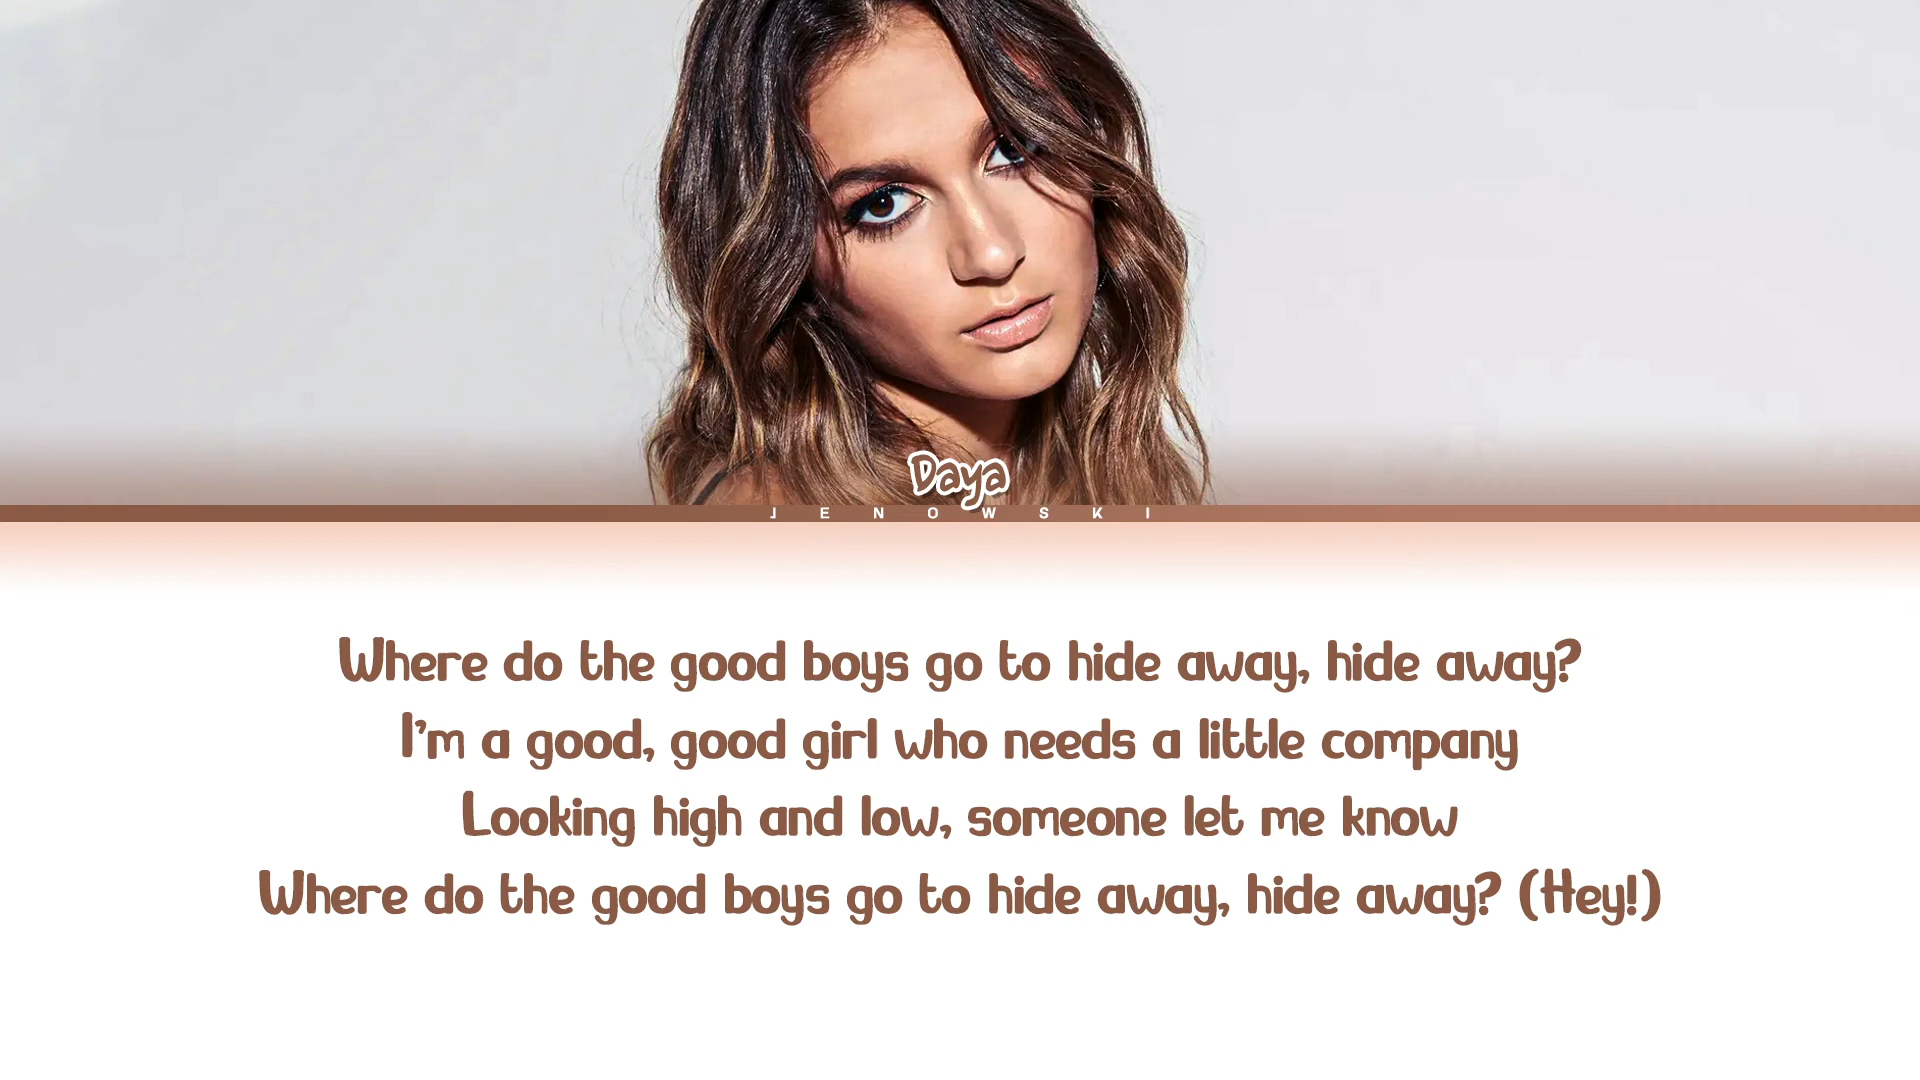 Daya
JENOWSKI
Where do the good boys go to hide away, hide away?
I'm a good, good girl who needs a little company
Looking high and low, someone let me know
Where do the good boys go to hide away, hide away? (Hey!)